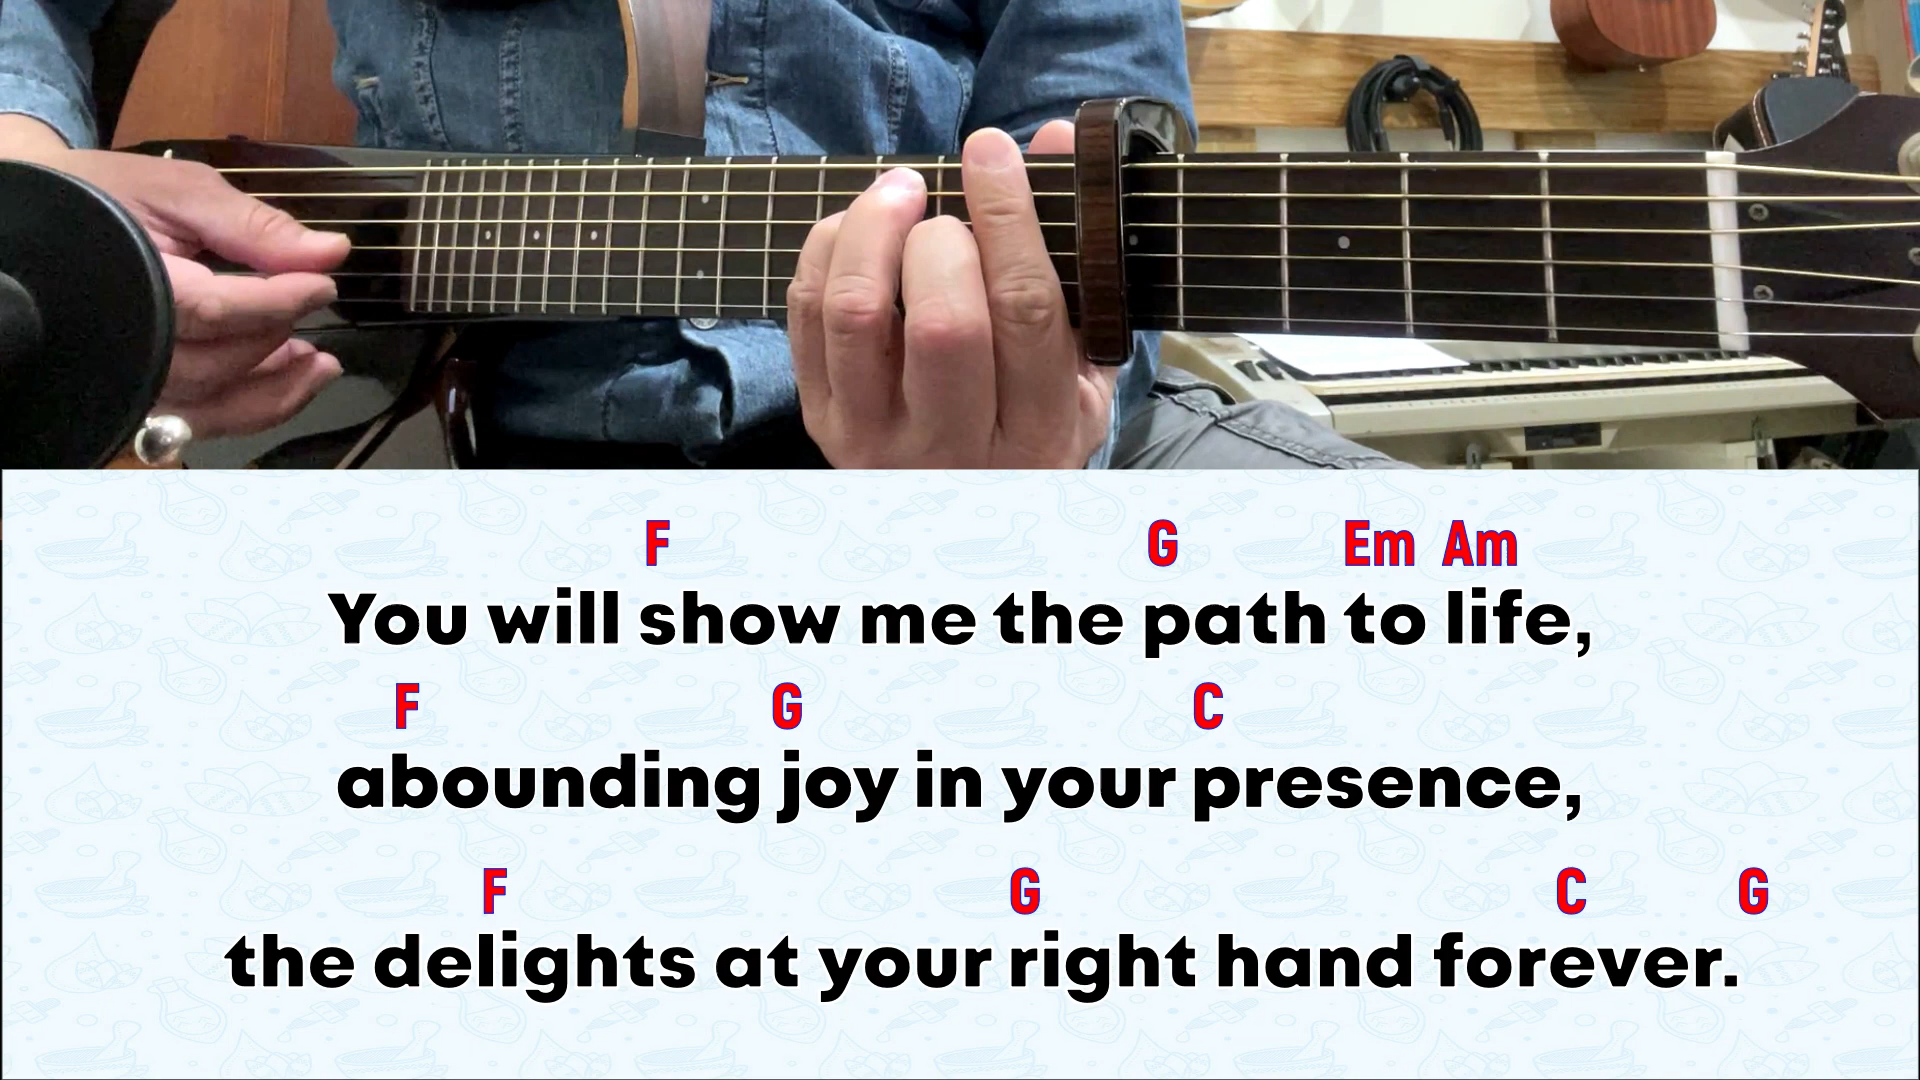 F G Em Am
You will show me the path to life,
F G C
abounding joy in your presence,
F G C G
the delights at your right hand forever.